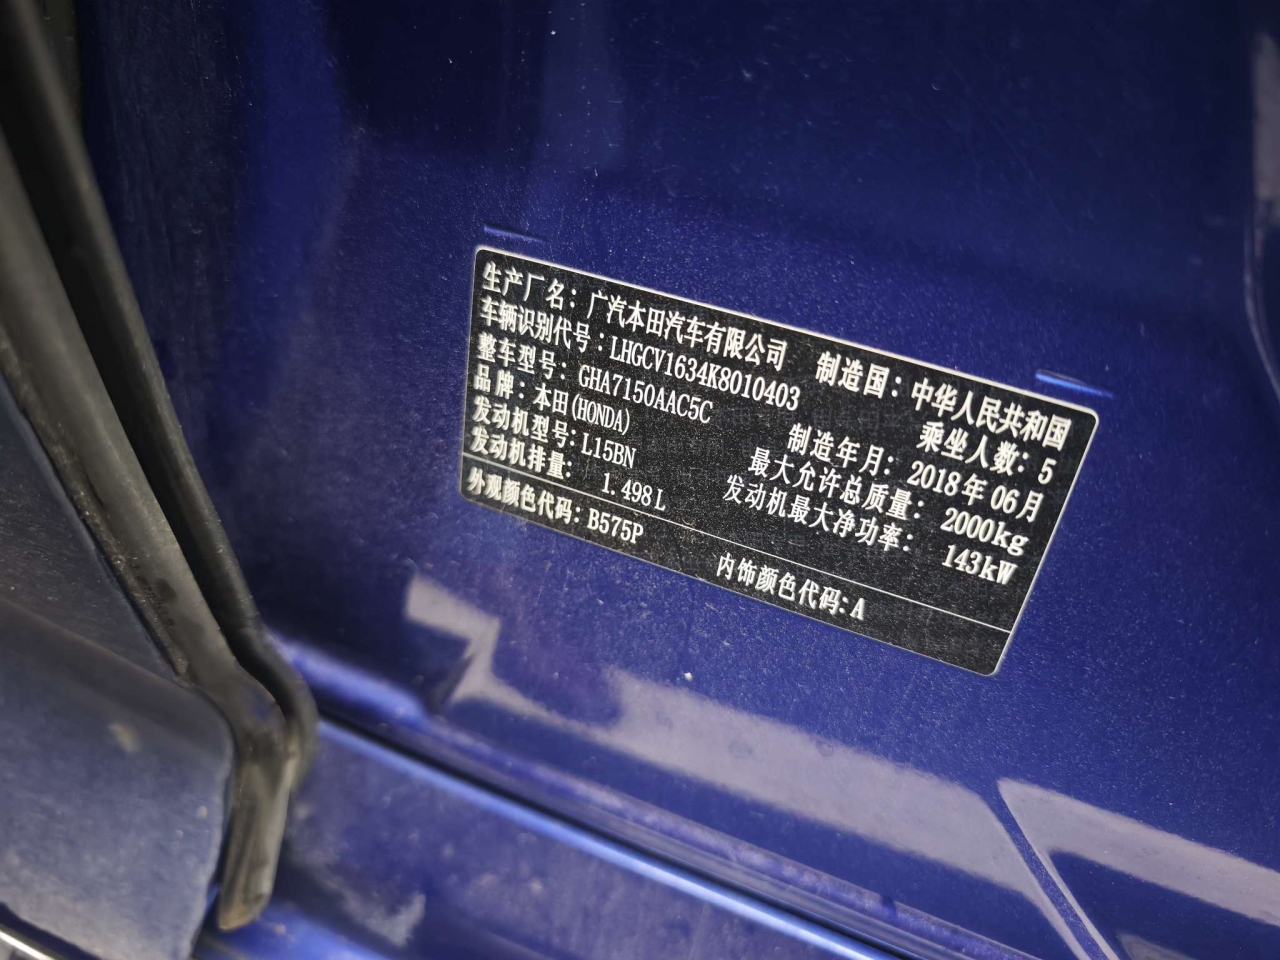 生产厂名：广汽本田汽车有限公司 制造国：中华人民共和国
车辆识别代号：LHGCV1634K8010403 乘坐人数：5
整车型号：GHA7150AAC5C 制造年月：2018年06月
品牌：本田(HONDA) 最大允许总质量：2000kg
发动机型号：L15BN 发动机最大净功率：143kW
发动机排量：1.498L
外观颜色代码：B575P 内饰颜色代码：A